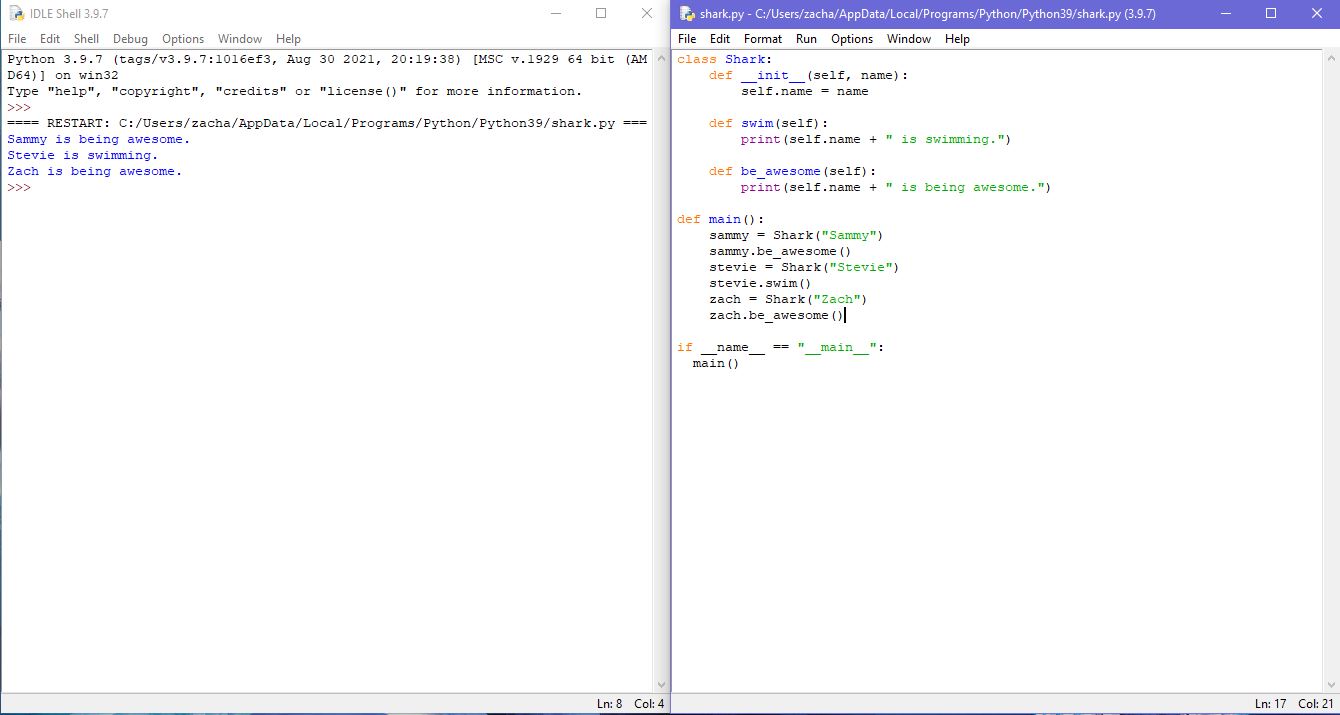 IDLE Shell 3.9.7
File Edit Shell Debug Options Window Help
Python 3.9.7 (tags/v3.9.7:1016ef3, Aug 30 2021, 20:19:38) [MSC v.1929 64 bit (AM
D64)] on win32
Type "help", "copyright", "credits" or "license()" for more information.
>>>
==== RESTART: C:/Users/zacha/AppData/Local/Programs/Python/Python39/shark.py ===
Sammy is being awesome.
Stevie is swimming.
Zach is being awesome.
>>>
Ln: 8 Col: 4
shark.py - C:/Users/zacha/AppData/Local/Programs/Python/Python39/shark.py (3.9.7)
File Edit Format Run Options Window Help
class Shark:
    def __init__(self, name):
        self.name = name
    def swim(self):
        print(self.name + " is swimming.")
    def be_awesome(self):
        print(self.name + " is being awesome.")
def main():
    sammy = Shark("Sammy")
    sammy.be_awesome()
    stevie = Shark("Stevie")
    stevie.swim()
    zach = Shark("Zach")
    zach.be_awesome()
if __name__ == "__main__":
  main()
Ln: 17 Col: 21